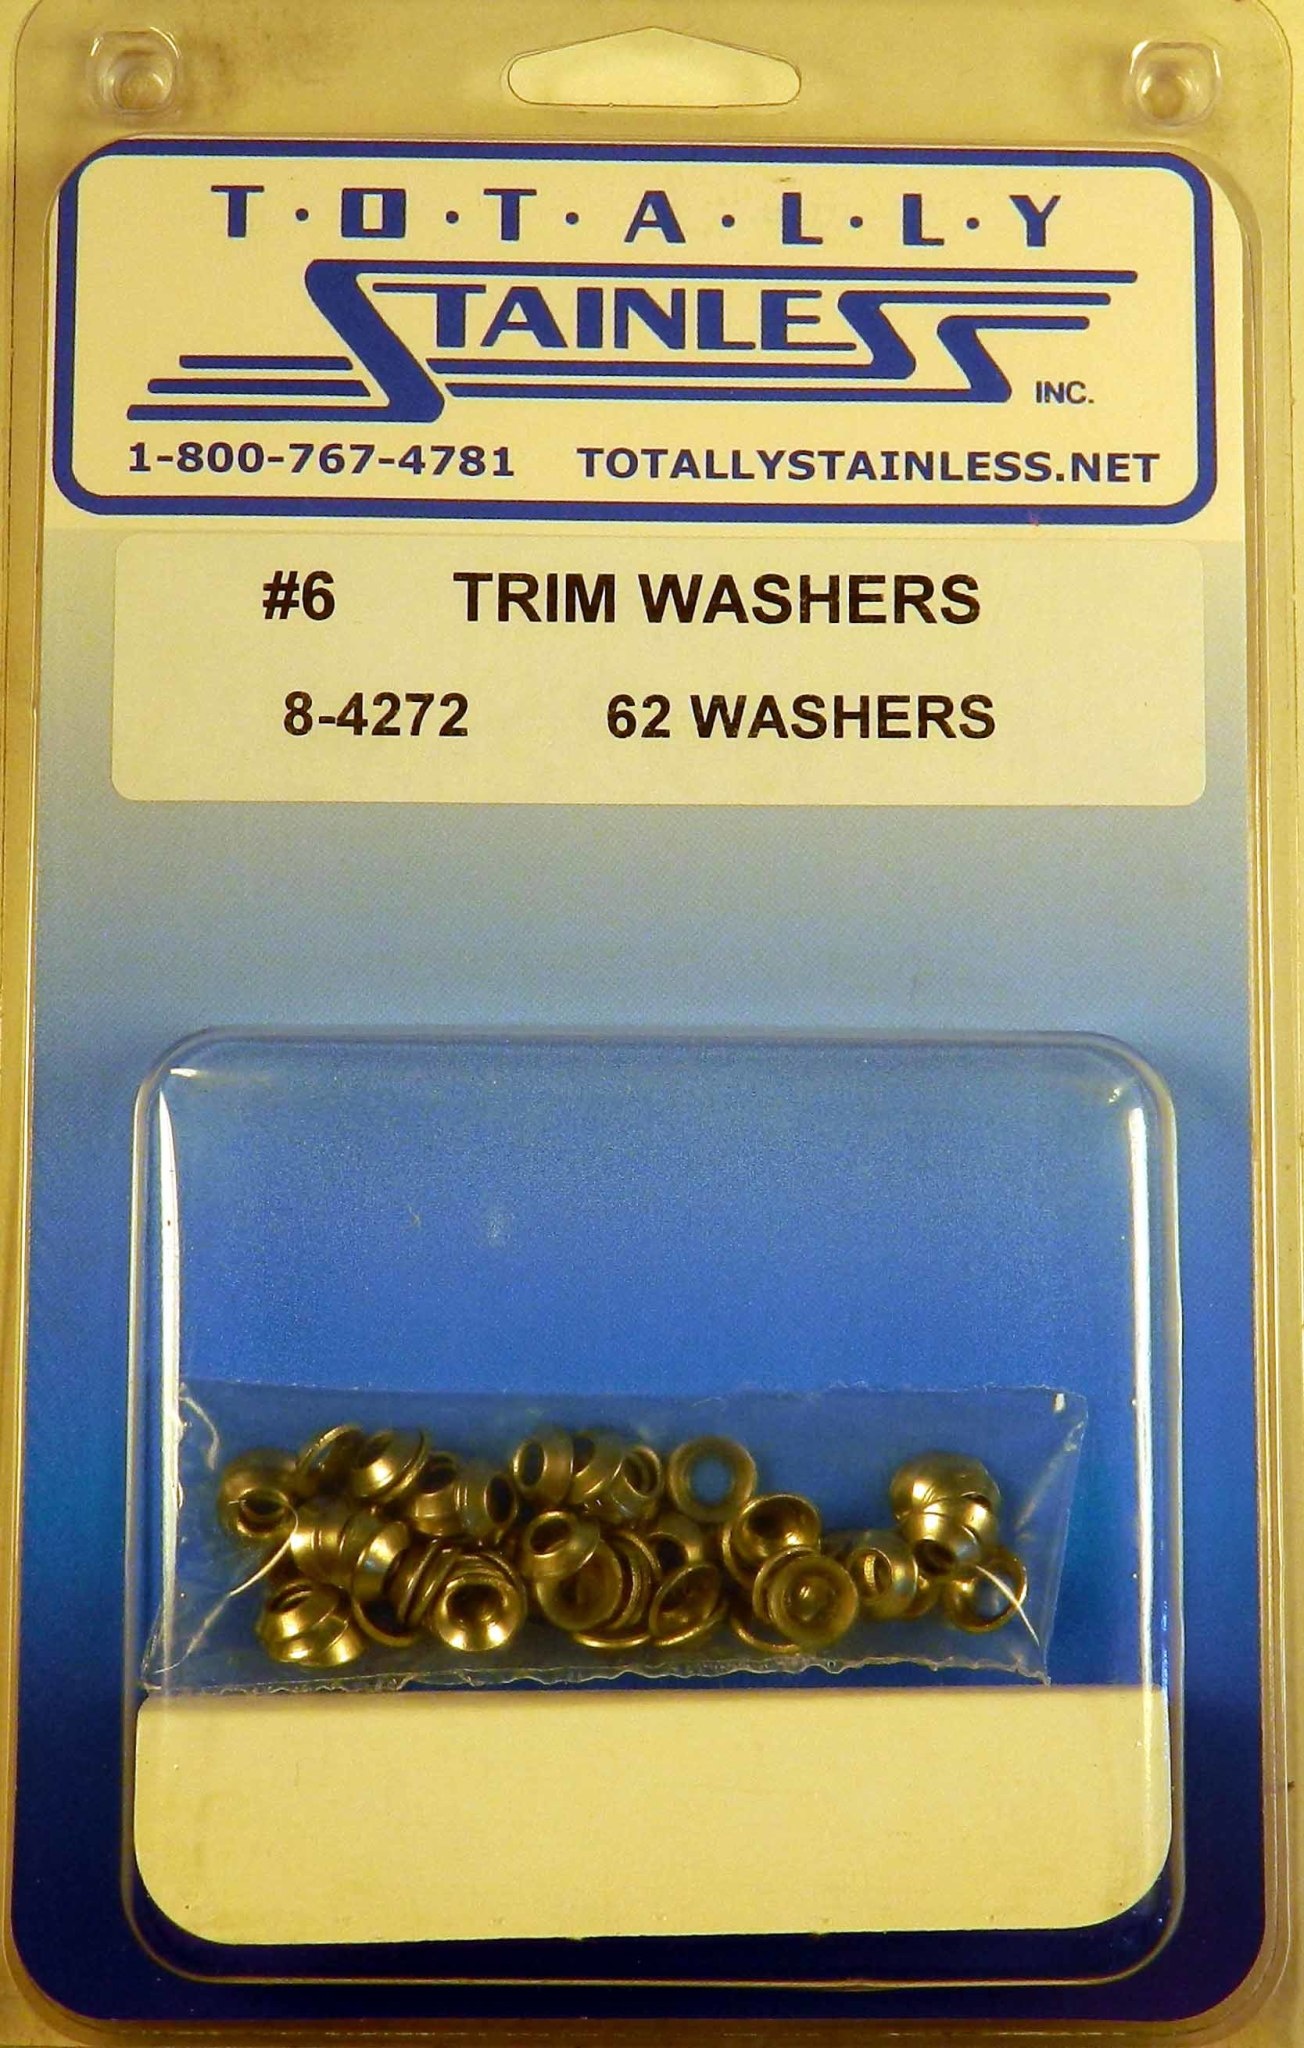 T·O·T·A·L·L·Y
STAINLESS INC.
1-800-767-4781 TOTALLYSTAINLESS.NET
#6 TRIM WASHERS
8-4272 62 WASHERS